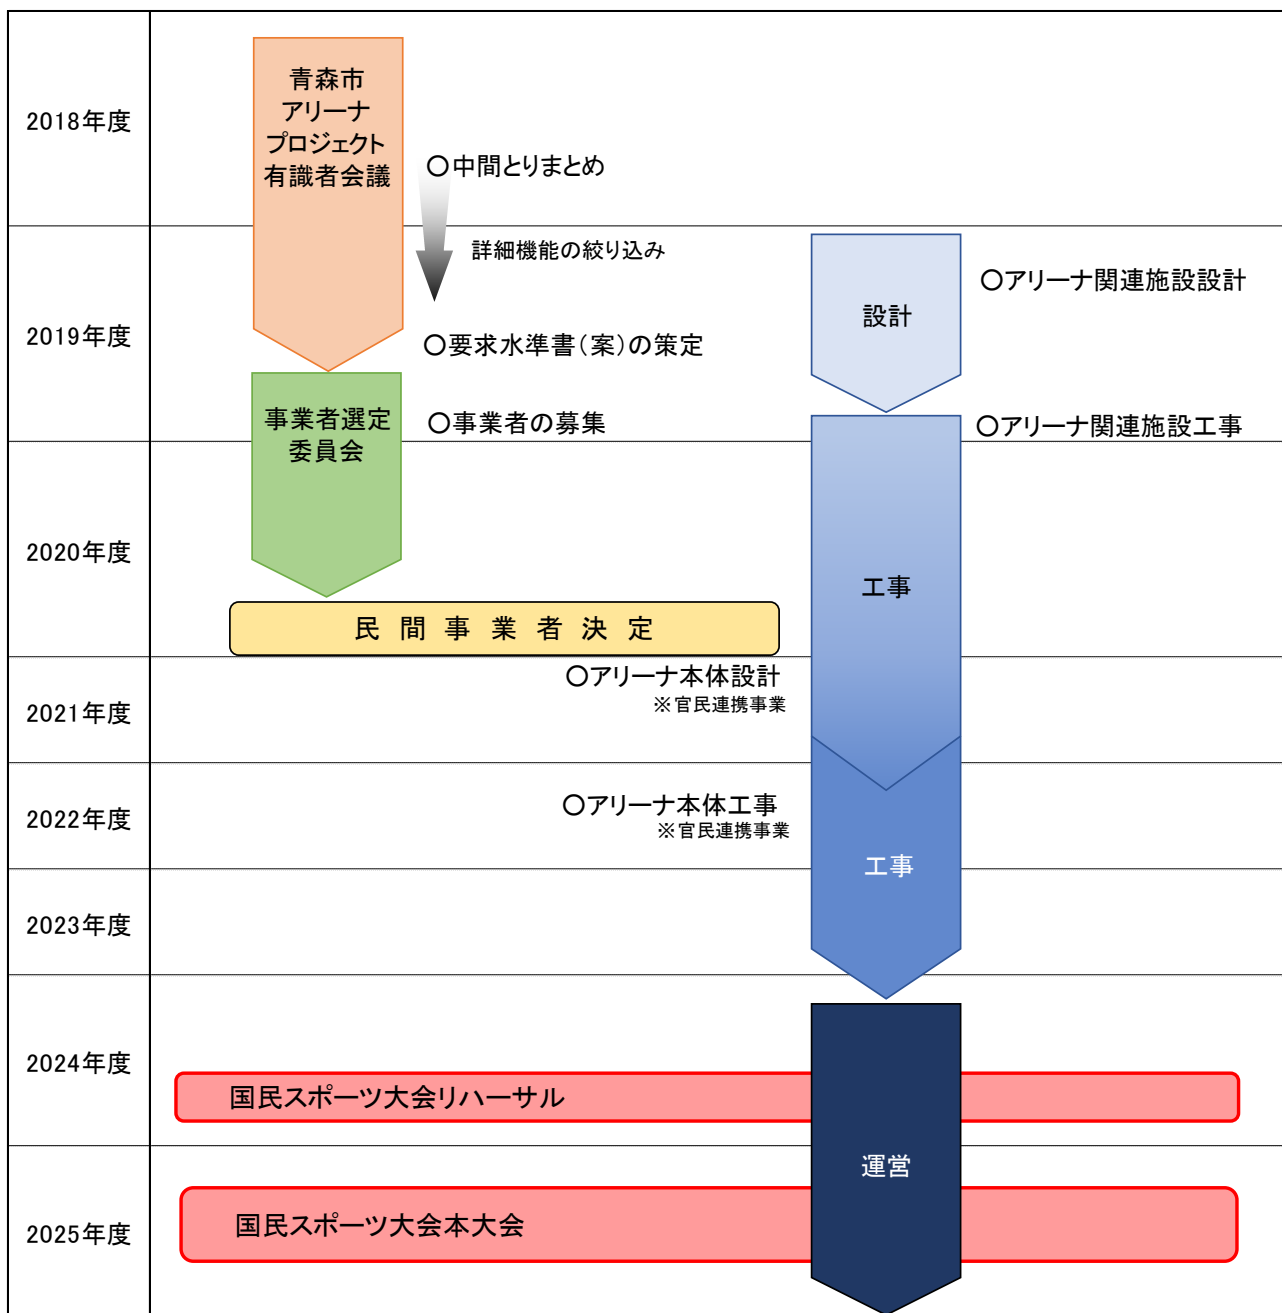 2018年度
青森市
アリーナ
プロジェクト
有識者会議
○中間とりまとめ
詳細機能の絞り込み
2019年度
○要求水準書（案）の策定
設計
○アリーナ関連施設設計
事業者選定
委員会
○事業者の募集
○アリーナ関連施設工事
2020年度
工事
民間事業者決定
2021年度
○アリーナ本体設計
※官民連携事業
2022年度
○アリーナ本体工事
※官民連携事業
工事
2023年度
2024年度
国民スポーツ大会リハーサル
運営
2025年度
国民スポーツ大会本大会